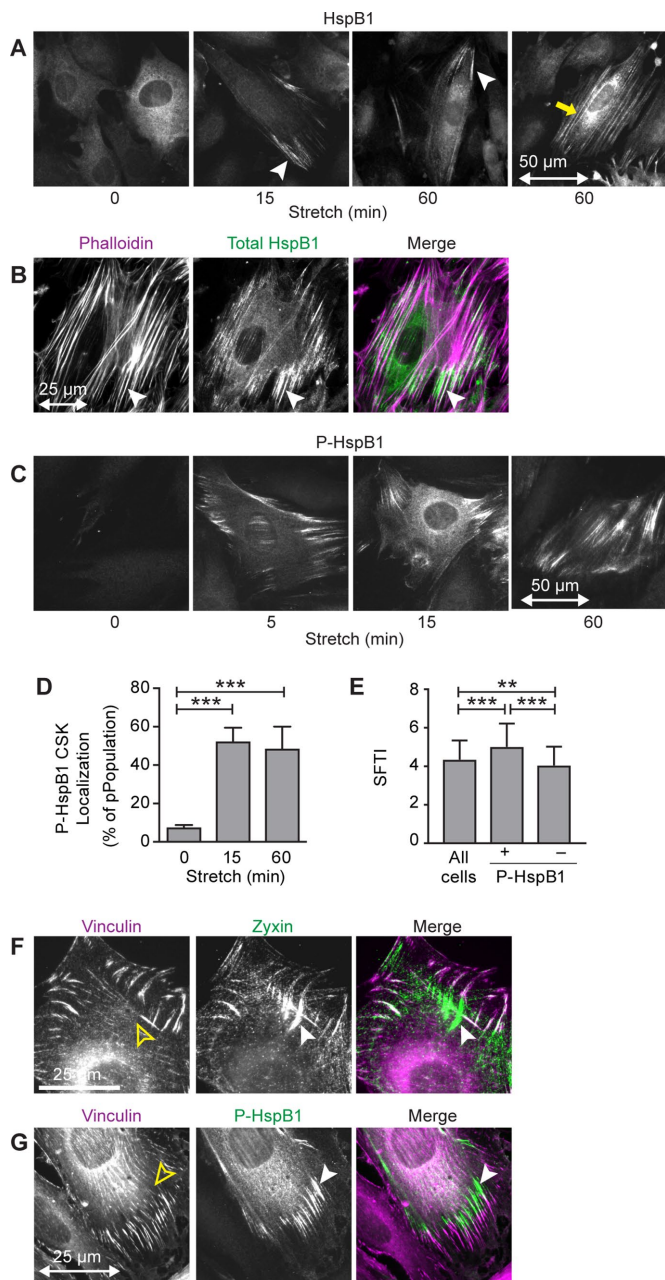 HspB1
A
0 15 60 60
50 µm
Stretch (min)
Phalloidin Total HspB1 Merge
B
25 µm
P-HspB1
C
50 µm
0 5 15 60
Stretch (min)
D
P-HspB1 CSK
Localization
(% of pPopulation)
80
60
40
20
0
***
***
0 15 60
Stretch (min)
E
SFTI
8
6
4
2
0
**
*** ***
All
cells
+ –
P-HspB1
Vinculin Zyxin Merge
F
25 µm
Vinculin P-HspB1 Merge
G
25 µm